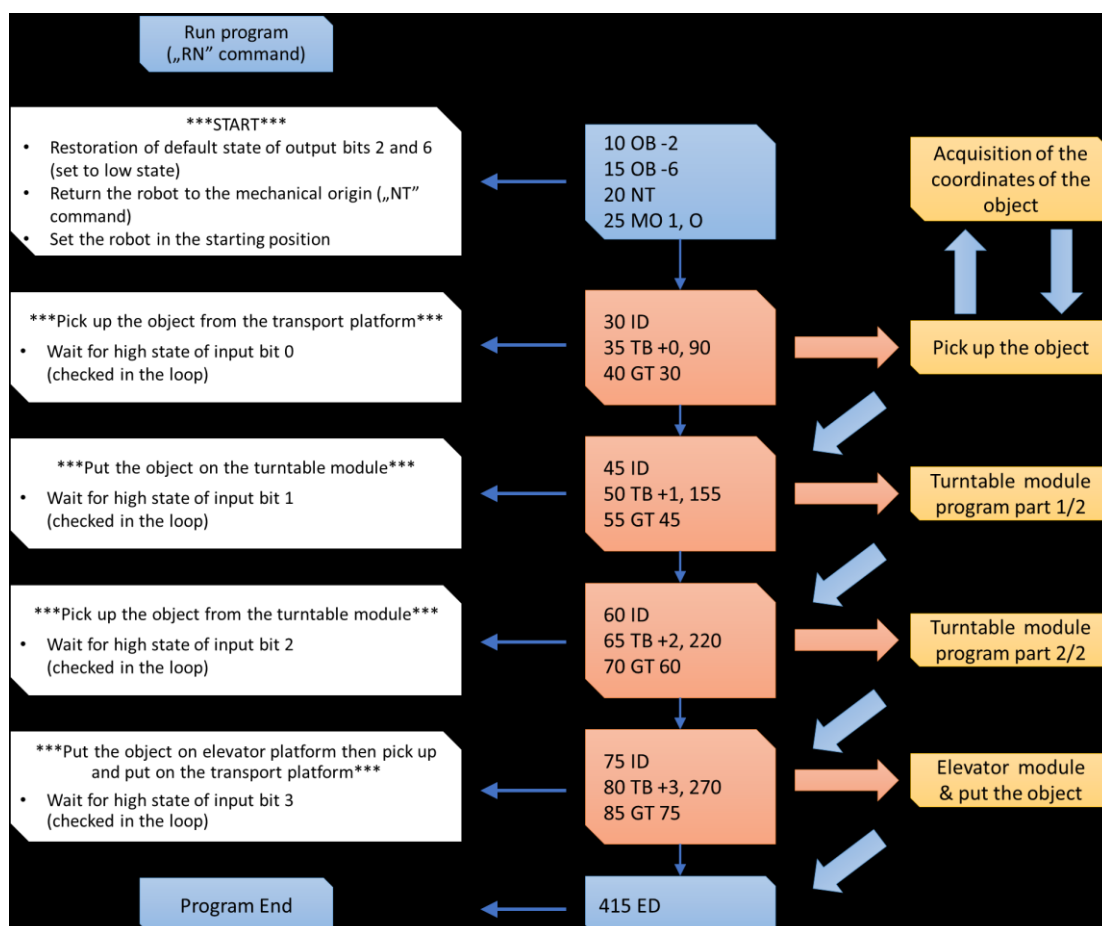 Run program
(„RN” command)
***START***
• Restoration of default state of output bits 2 and 6
(set to low state)
• Return the robot to the mechanical origin („NT”
command)
• Set the robot in the starting position
10 OB -2
15 OB -6
20 NT
25 MO 1, O
Acquisition of the
coordinates of the
object
***Pick up the object from the transport platform***
• Wait for high state of input bit 0
(checked in the loop)
30 ID
35 TB +0, 90
40 GT 30
Pick up the object
***Put the object on the turntable module***
• Wait for high state of input bit 1
(checked in the loop)
45 ID
50 TB +1, 155
55 GT 45
Turntable module
program part 1/2
***Pick up the object from the turntable module***
• Wait for high state of input bit 2
(checked in the loop)
60 ID
65 TB +2, 220
70 GT 60
Turntable module
program part 2/2
***Put the object on elevator platform then pick up
and put on the transport platform***
• Wait for high state of input bit 3
(checked in the loop)
75 ID
80 TB +3, 270
85 GT 75
Elevator module
& put the object
Program End
415 ED